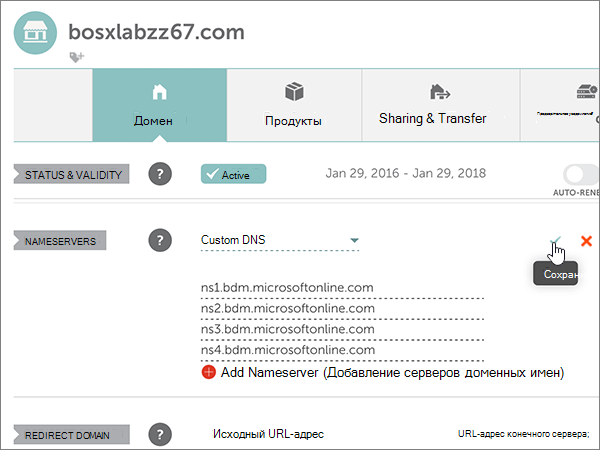 bosxlabzz67.com
Домен
Продукты
Sharing & Transfer
STATUS & VALIDITY
?
Active
Jan 29, 2016 - Jan 29, 2018
AUTO-RENE
NAMESERVERS
?
Custom DNS
Сохран
ns1.bdm.microsoftonline.com
ns2.bdm.microsoftonline.com
ns3.bdm.microsoftonline.com
ns4.bdm.microsoftonline.com
Add Nameserver (Добавление серверов доменных имен)
REDIRECT DOMAIN
?
Исходный URL-адрес
URL-адрес конечного сервера;